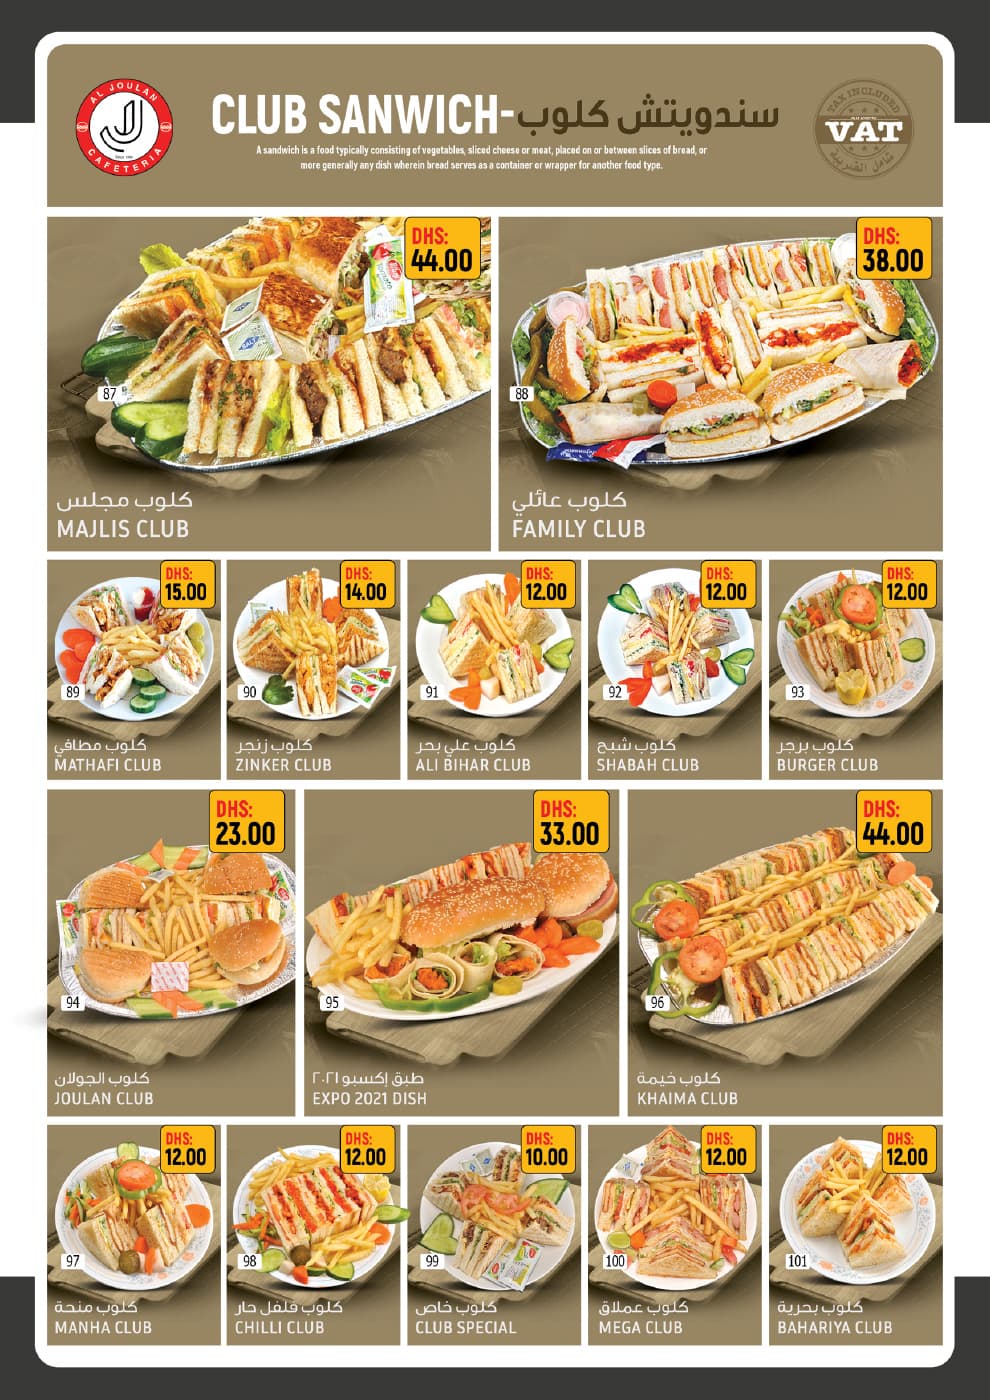 AL JOULAN
CAFETERIA
CLUB SANWICH-سندويتش كلوب
A sandwich is a food typically consisting of vegetables, sliced cheese or meat, placed on or between slices of bread, or
more generally any dish wherein bread serves as a container or wrapper for another food type.
TAX INCLUDED
VAT
شامل الضريبة
DHS:
44.00
87
كلوب مجلس
MAJLIS CLUB
DHS:
38.00
88
كلوب عائلي
FAMILY CLUB
DHS:
15.00
89
كلوب مطافي
MATHAFI CLUB
DHS:
14.00
90
كلوب زنجر
ZINKER CLUB
DHS:
12.00
91
كلوب علي بحر
ALI BIHAR CLUB
DHS:
12.00
92
كلوب شبح
SHABAH CLUB
DHS:
12.00
93
كلوب برجر
BURGER CLUB
DHS:
23.00
94
كلوب الجولان
JOULAN CLUB
DHS:
33.00
95
طبق إكسبو ٢٠٢١
EXPO 2021 DISH
DHS:
44.00
96
كلوب خيمة
KHAIMA CLUB
DHS:
12.00
97
كلوب منحة
MANHA CLUB
DHS:
12.00
98
كلوب فلفل حار
CHILLI CLUB
DHS:
10.00
99
كلوب خاص
CLUB SPECIAL
DHS:
12.00
100
كلوب عملاق
MEGA CLUB
DHS:
12.00
101
كلوب بحرية
BAHARIYA CLUB